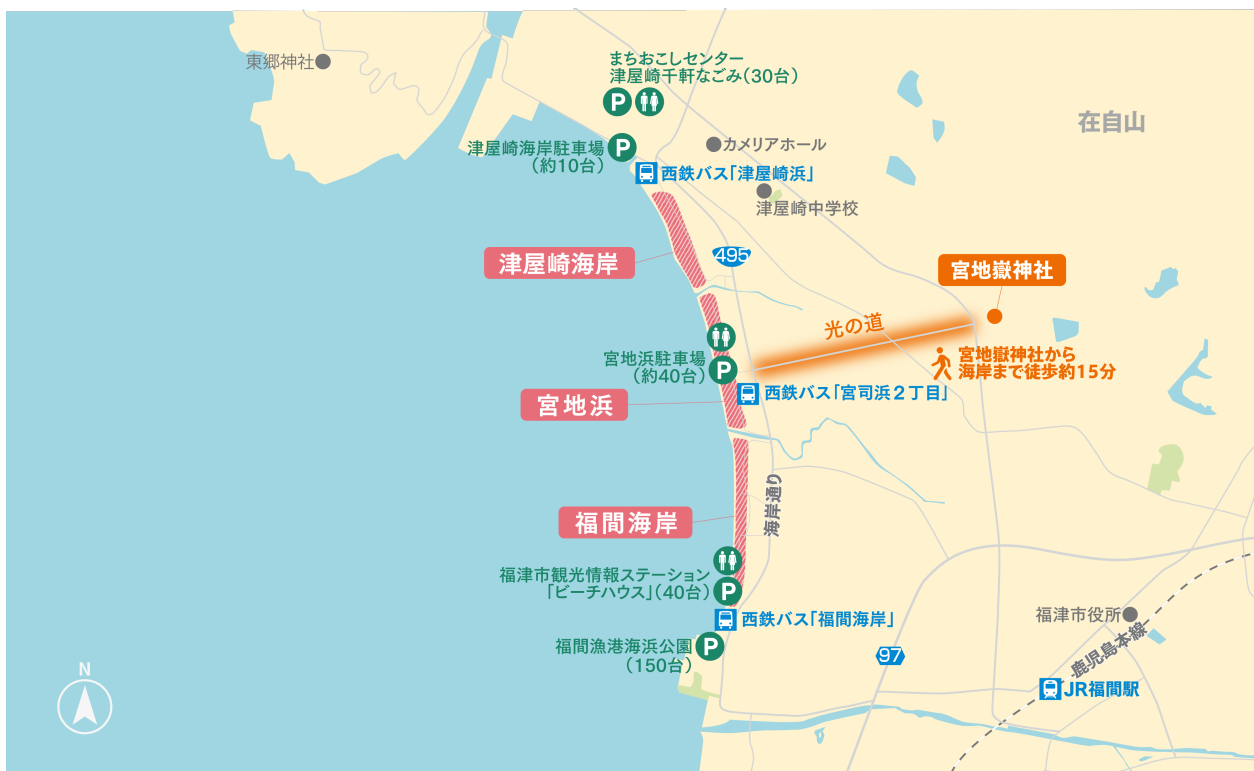 東郷神社
まちおこしセンター
津屋崎千軒なごみ(30台)
P
津屋崎海岸駐車場
(約10台)
P
カメリアホール
在自山
西鉄バス「津屋崎浜」
津屋崎中学校
津屋崎海岸
495
宮地嶽神社
光の道
宮地嶽神社から
海岸まで徒歩約15分
宮地浜駐車場
(約40台)
P
西鉄バス「宮司浜2丁目」
宮地浜
海岸通り
福間海岸
福津市観光情報ステーション
「ビーチハウス」(40台)
P
西鉄バス「福間海岸」
福間漁港海浜公園
(150台)
P
福津市役所
鹿児島本線
97
JR福間駅
N